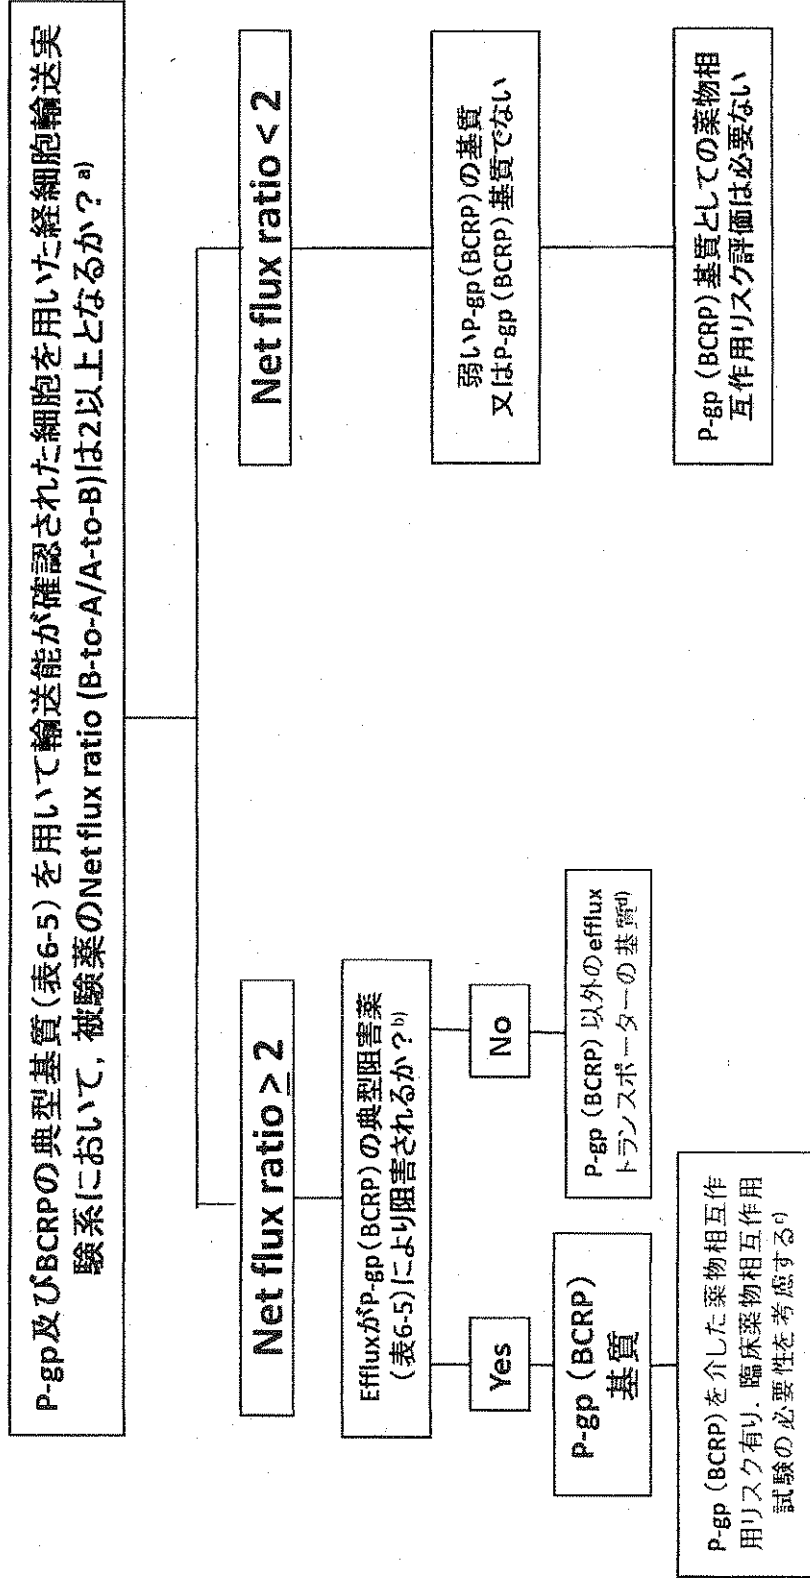 P-gp及びBCRPの典型基質(表6-5)を用いて輸送能が確認された細胞を用いた経細胞輸送実
験系において，被験薬のNet flux ratio (B-to-A/A-to-B)は2以上となるか？a)
Net flux ratio ≥ 2
Net flux ratio < 2
EffluxがP-gp(BCRP)の典型阻害薬
(表6-5)により阻害されるか？b)
弱いP-gp(BCRP)の基質
又はP-gp(BCRP)基質でない
Yes
No
P-gp(BCRP)
基質
P-gp(BCRP)以外のefflux
トランスポーターの基質d)
P-gp(BCRP)基質としての薬物相
互作用リスク評価は必要ない
P-gp(BCRP)を介した薬物相互作
用リスク有り．臨床薬物相互作用
試験の必要性を考慮するc)